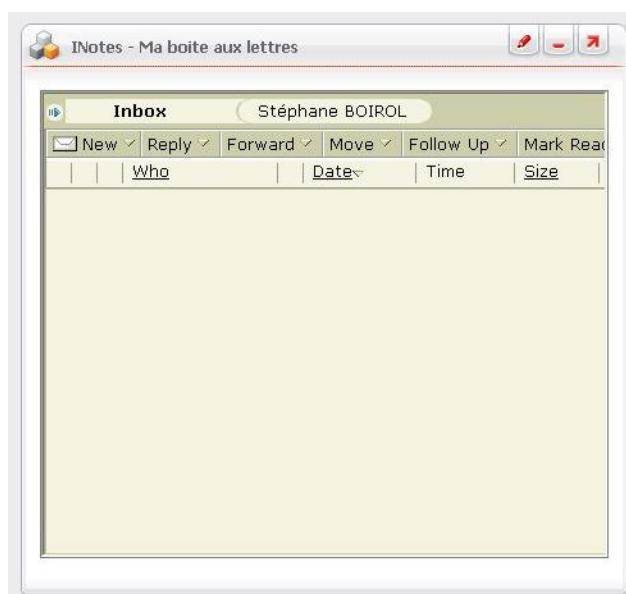 INotes - Ma boite aux lettres
Inbox Stéphane BOIROL
New Reply Forward Move Follow Up Mark Read
Who Date Time Size